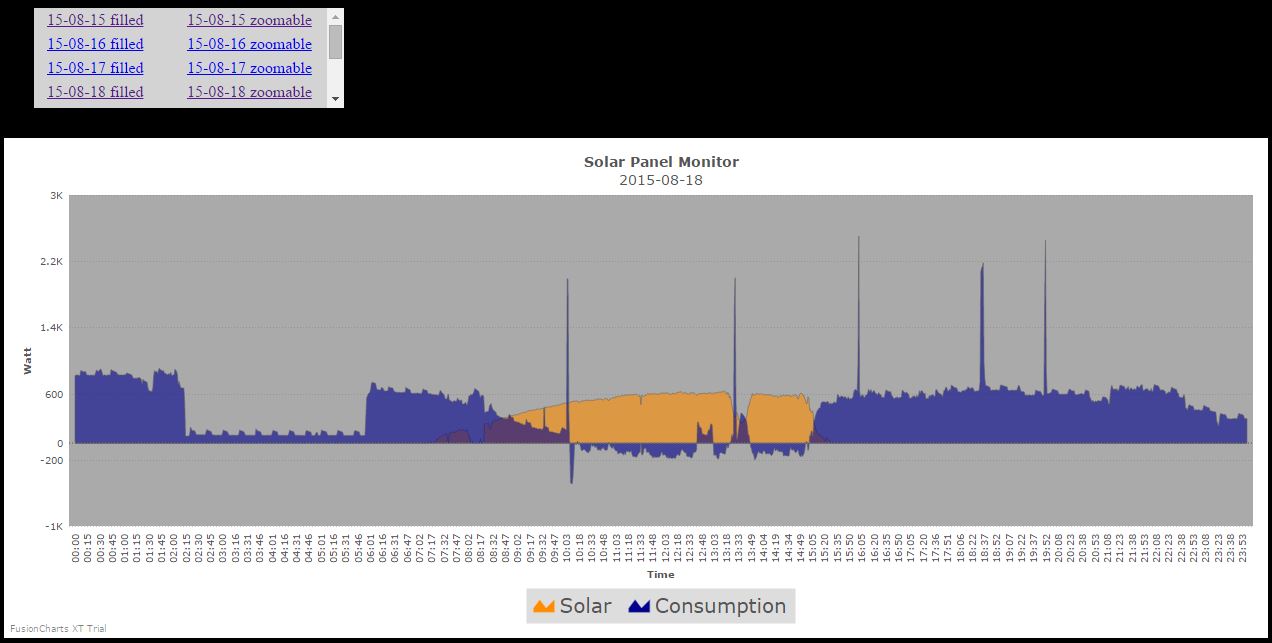 15-08-15 filled 15-08-15 zoomable
15-08-16 filled 15-08-16 zoomable
15-08-17 filled 15-08-17 zoomable
15-08-18 filled 15-08-18 zoomable
Solar Panel Monitor
2015-08-18
3K
2.2K
1.4K
600
0
-200
-1K
Watt
00:00 00:15 00:30 00:45 01:00 01:15 01:30 01:45 02:00 02:15 02:30 02:45 03:00 03:16 03:31 03:46 04:01 04:16 04:31 04:46 05:01 05:16 05:31 05:46 06:01 06:16 06:31 06:47 07:02 07:17 07:32 07:47 08:02 08:17 08:32 08:47 09:02 09:17 09:32 09:47 10:03 10:18 10:33 10:48 11:03 11:18 11:33 11:48 12:03 12:18 12:33 12:48 13:03 13:18 13:33 13:49 14:04 14:19 14:34 14:49 15:05 15:20 15:35 15:50 16:05 16:20 16:35 16:50 17:05 17:20 17:36 17:51 18:06 18:22 18:37 18:52 19:07 19:22 19:37 19:52 20:08 20:23 20:38 20:53 21:08 21:23 21:38 21:53 22:08 22:23 22:38 22:53 23:08 23:23 23:38 23:53
Time
Solar Consumption
FusionCharts XT Trial